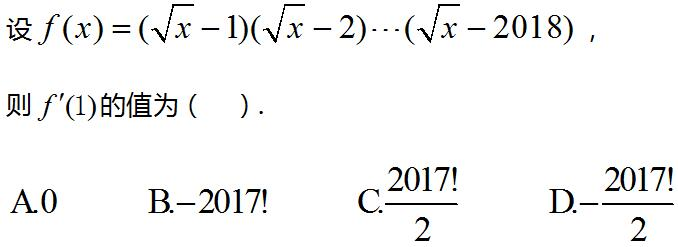 设 f(x) = (√x − 1)(√x − 2)⋯(√x − 2018) ，
则 f′(1)的值为（　　）.
A.0 B.−2017! C.2017!/2 D.−2017!/2